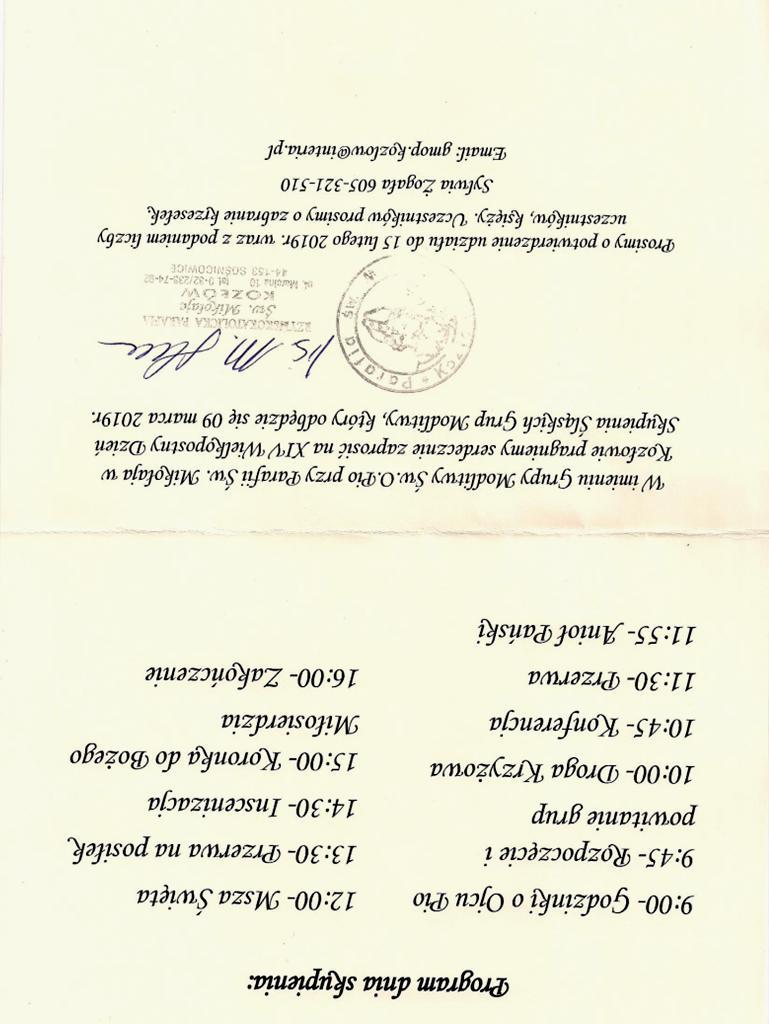 Program dnia skupienia:
9:00- Godzinki o Ojcu Pio
9:45- Rozpoczęcie i
powitanie grup
10:00- Droga Krzyżowa
10:45- Konferencja
11:30- Przerwa
11:55- Anioł Pański
12:00- Msza Święta
13:30- Przerwa na posiłek
14:30- Inscenizacja
15:00- Koronka do Bożego
Miłosierdzia
16:00- Zakończenie
W imieniu Grupy Modlitwy Św.O.Pio przy Parafii Św. Mikołaja w
Kozłowie pragniemy serdecznie zaprosić na XIV Wielkopostny Dzień
Skupienia Śląskich Grup Modlitwy, który odbędzie się 09 marca 2019r.
Parafia
RZYMSKOKATOLICKA PARAFIA
Św. Mikołaja
KOZŁÓW
ul. Marcina 10 tel. 0-32/238-74-92
44-153 SOŚNICOWICE
Prosimy o potwierdzenie udziału do 15 lutego 2019r. wraz z podaniem liczby
uczestników, księży. Uczestników prosimy o zabranie krzesełek.
Sylwia Żogała 605-321-510
Email: gmop.kozlow@interia.pl